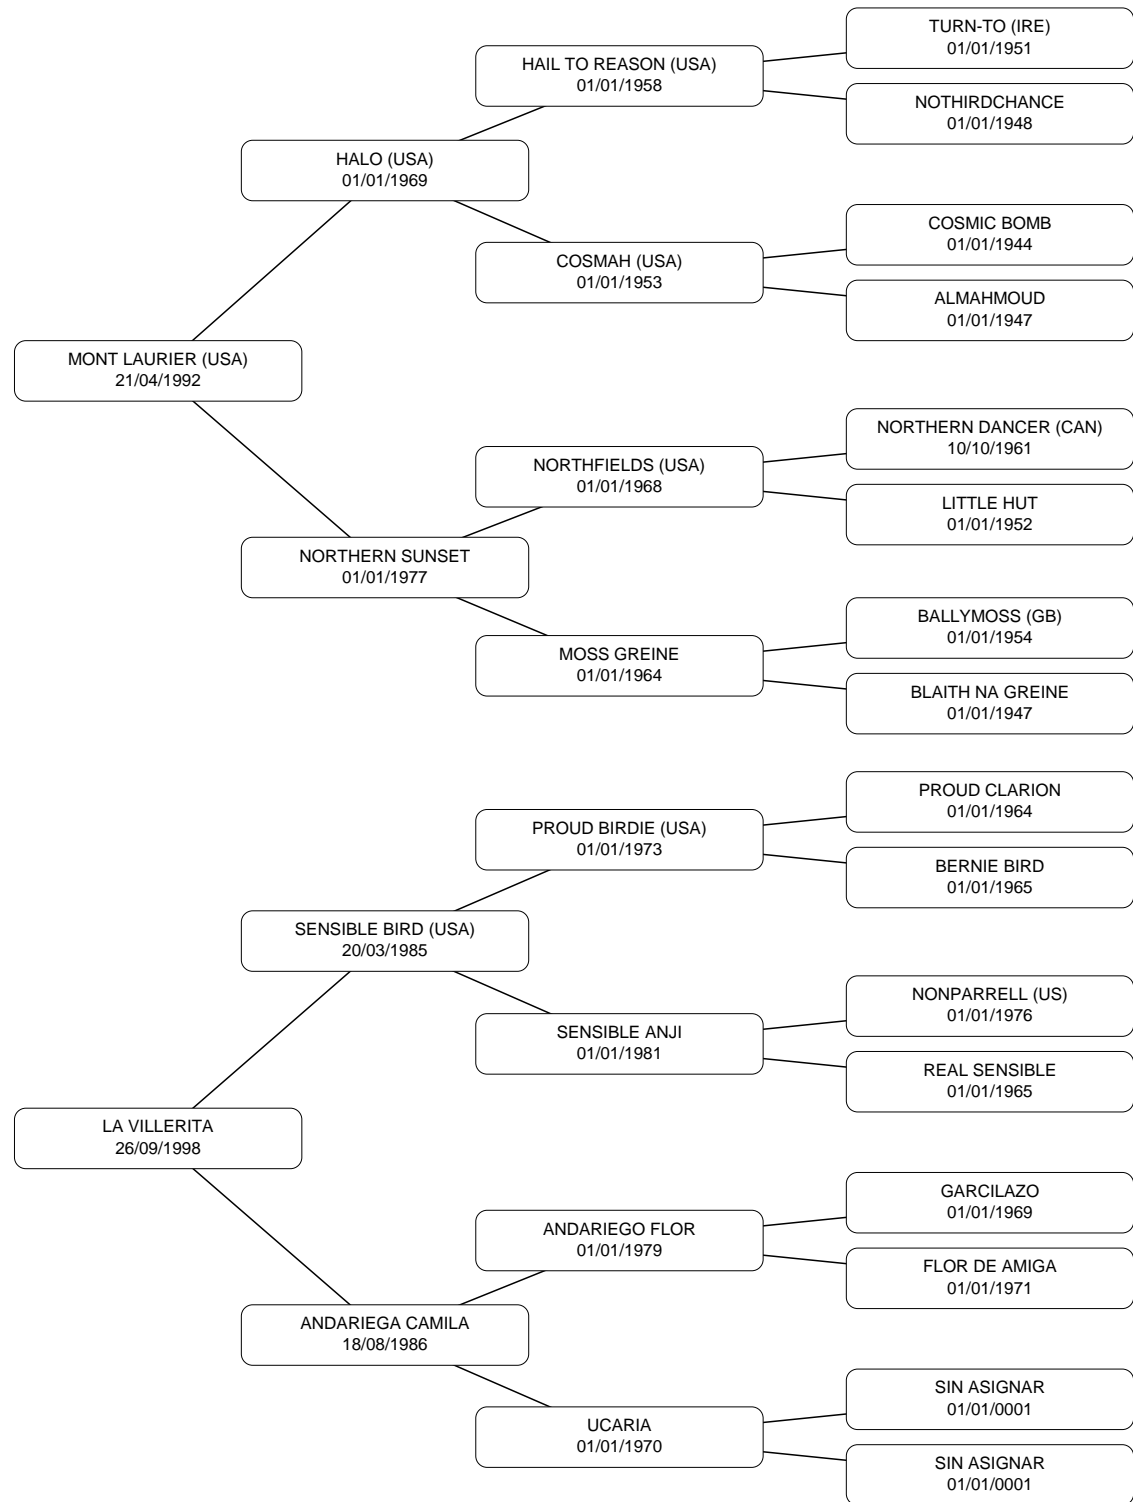 TURN-TO (IRE)
01/01/1951
HAIL TO REASON (USA)
01/01/1958
NOTHIRDCHANCE
01/01/1948
HALO (USA)
01/01/1969
COSMIC BOMB
01/01/1944
COSMAH (USA)
01/01/1953
ALMAHMOUD
01/01/1947
MONT LAURIER (USA)
21/04/1992
NORTHERN DANCER (CAN)
10/10/1961
NORTHFIELDS (USA)
01/01/1968
LITTLE HUT
01/01/1952
NORTHERN SUNSET
01/01/1977
BALLYMOSS (GB)
01/01/1954
MOSS GREINE
01/01/1964
BLAITH NA GREINE
01/01/1947
PROUD CLARION
01/01/1964
PROUD BIRDIE (USA)
01/01/1973
BERNIE BIRD
01/01/1965
SENSIBLE BIRD (USA)
20/03/1985
NONPARRELL (US)
01/01/1976
SENSIBLE ANJI
01/01/1981
REAL SENSIBLE
01/01/1965
LA VILLERITA
26/09/1998
GARCILAZO
01/01/1969
ANDARIEGO FLOR
01/01/1979
FLOR DE AMIGA
01/01/1971
ANDARIEGA CAMILA
18/08/1986
SIN ASIGNAR
01/01/0001
UCARIA
01/01/1970
SIN ASIGNAR
01/01/0001